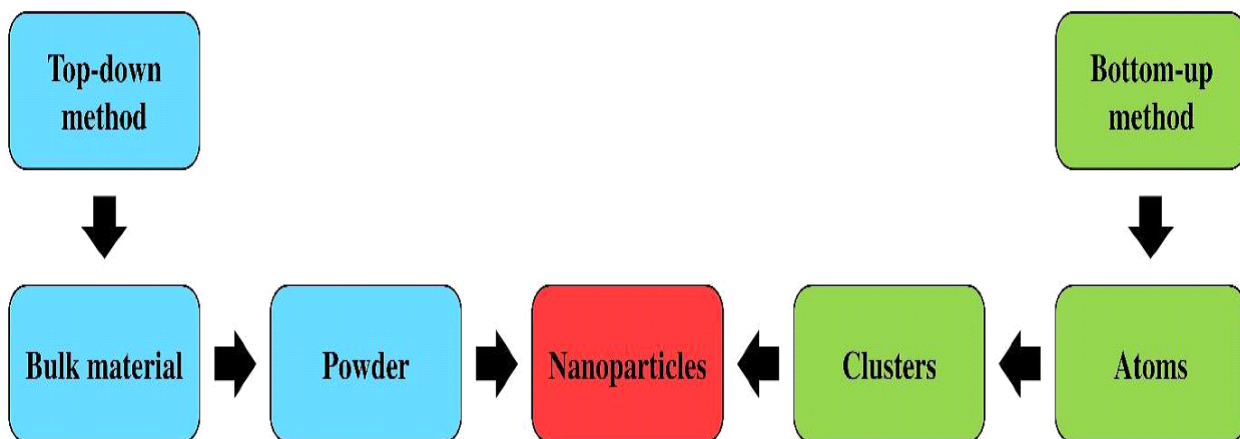 Top-down
method
Bottom-up
method
Bulk material
Powder
Nanoparticles
Clusters
Atoms